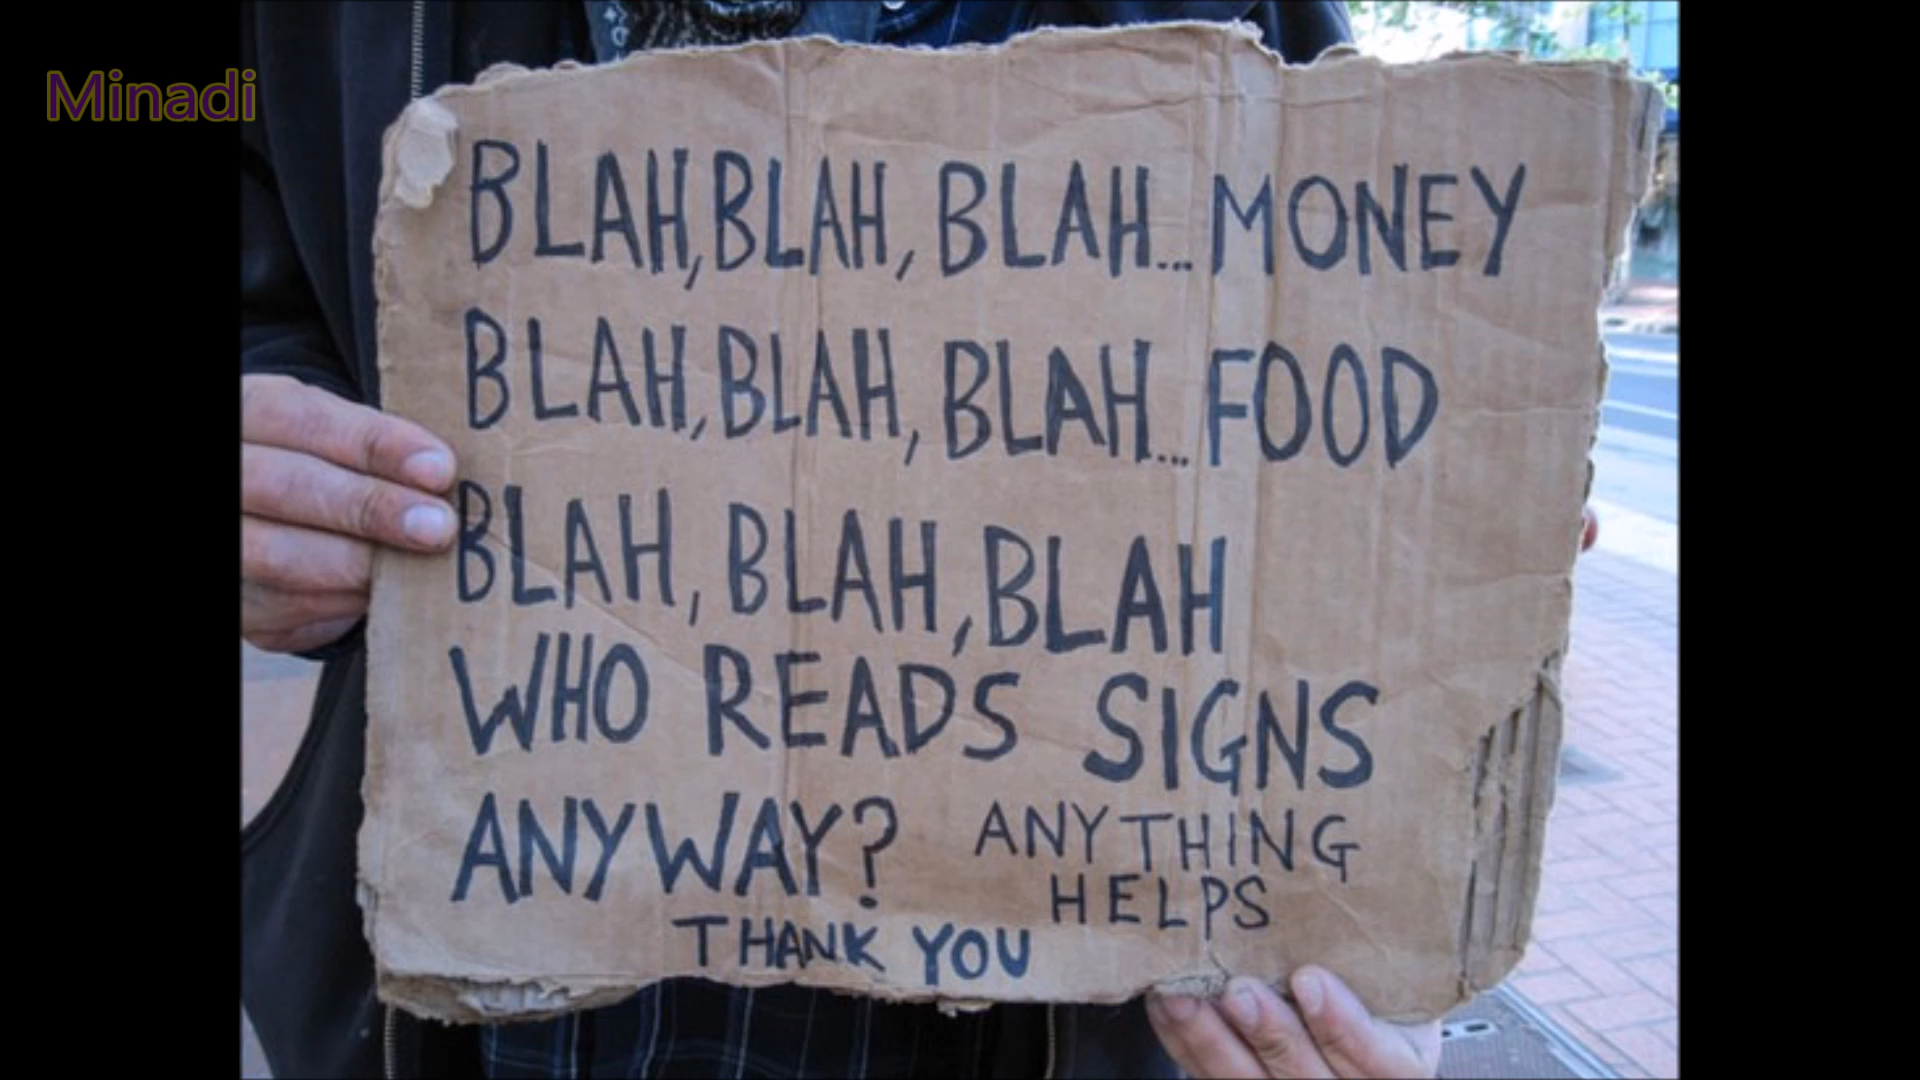 Minadi
BLAH, BLAH, BLAH... MONEY
BLAH, BLAH, BLAH... FOOD
BLAH, BLAH, BLAH
WHO READS SIGNS
ANYWAY? ANYTHING
HELPS
THANK YOU